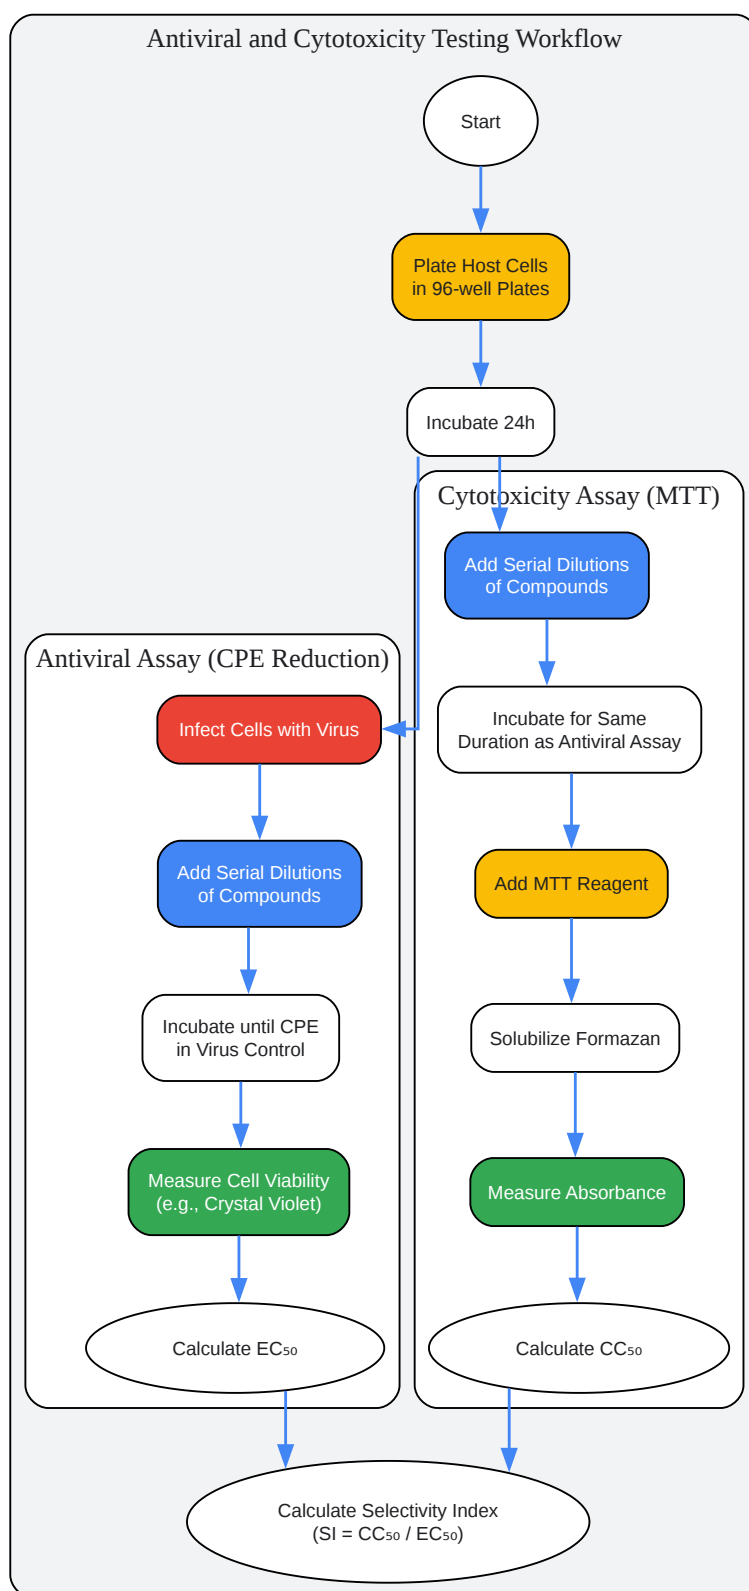 Antiviral and Cytotoxicity Testing Workflow
Start
Plate Host Cells
in 96-well Plates
Incubate 24h
Cytotoxicity Assay (MTT)
Add Serial Dilutions
of Compounds
Incubate for Same
Duration as Antiviral Assay
Add MTT Reagent
Solubilize Formazan
Measure Absorbance
Calculate CC₅₀
Antiviral Assay (CPE Reduction)
Infect Cells with Virus
Add Serial Dilutions
of Compounds
Incubate until CPE
in Virus Control
Measure Cell Viability
(e.g., Crystal Violet)
Calculate EC₅₀
Calculate Selectivity Index
(SI = CC₅₀ / EC₅₀)